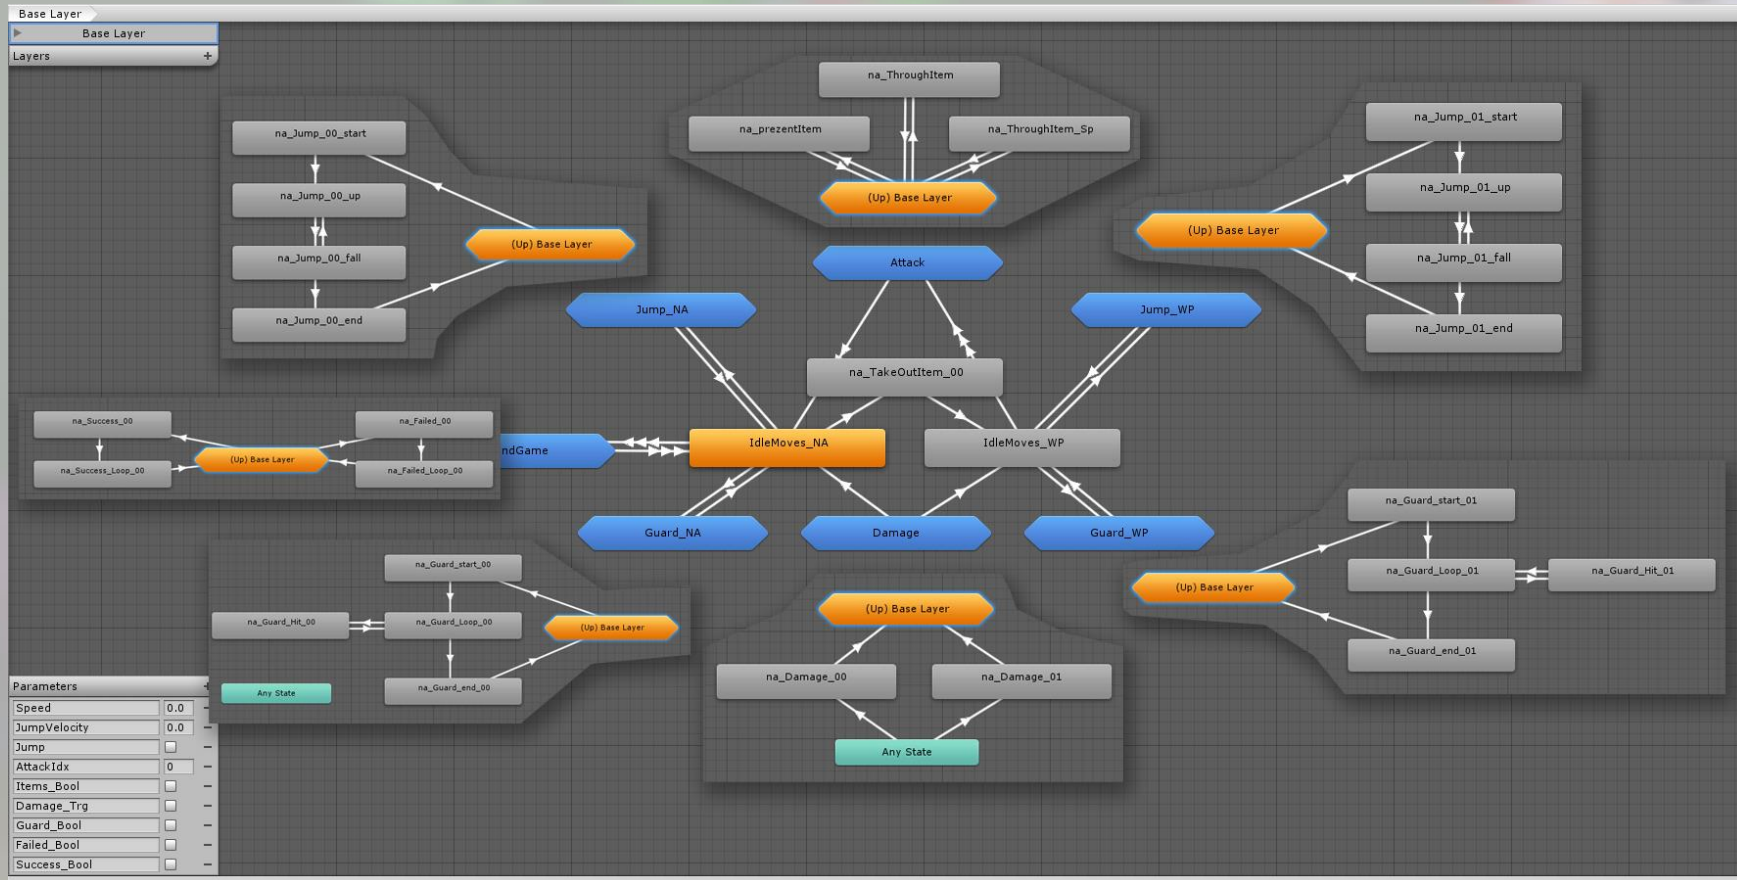 Base Layer
Base Layer
Layers
na_Jump_00_start
na_Jump_00_up
na_Jump_00_fall
na_Jump_00_end
(Up) Base Layer
na_ThroughItem
na_prezentItem
na_ThroughItem_Sp
(Up) Base Layer
na_Jump_01_start
na_Jump_01_up
na_Jump_01_fall
na_Jump_01_end
(Up) Base Layer
Attack
Jump_NA
Jump_WP
na_TakeOutItem_00
IdleMoves_NA
IdleMoves_WP
ndGame
Guard_NA
Damage
Guard_WP
na_Success_00
na_Failed_00
(Up) Base Layer
na_Success_Loop_00
na_Failed_Loop_00
na_Guard_start_00
na_Guard_Hit_00
na_Guard_Loop_00
(Up) Base Layer
na_Guard_end_00
Any State
(Up) Base Layer
na_Damage_00
na_Damage_01
Any State
na_Guard_start_01
na_Guard_Loop_01
na_Guard_Hit_01
(Up) Base Layer
na_Guard_end_01
Parameters
Speed 0.0
JumpVelocity 0.0
Jump
AttackIdx 0
Items_Bool
Damage_Trg
Guard_Bool
Failed_Bool
Success_Bool